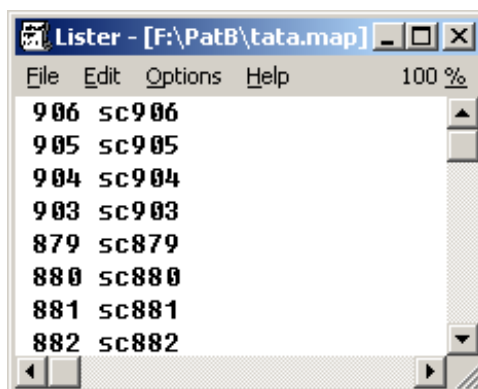 Lister - [F:\PatB\tata.map]
File Edit Options Help 100 %
906 sc906
905 sc905
904 sc904
903 sc903
879 sc879
880 sc880
881 sc881
882 sc882